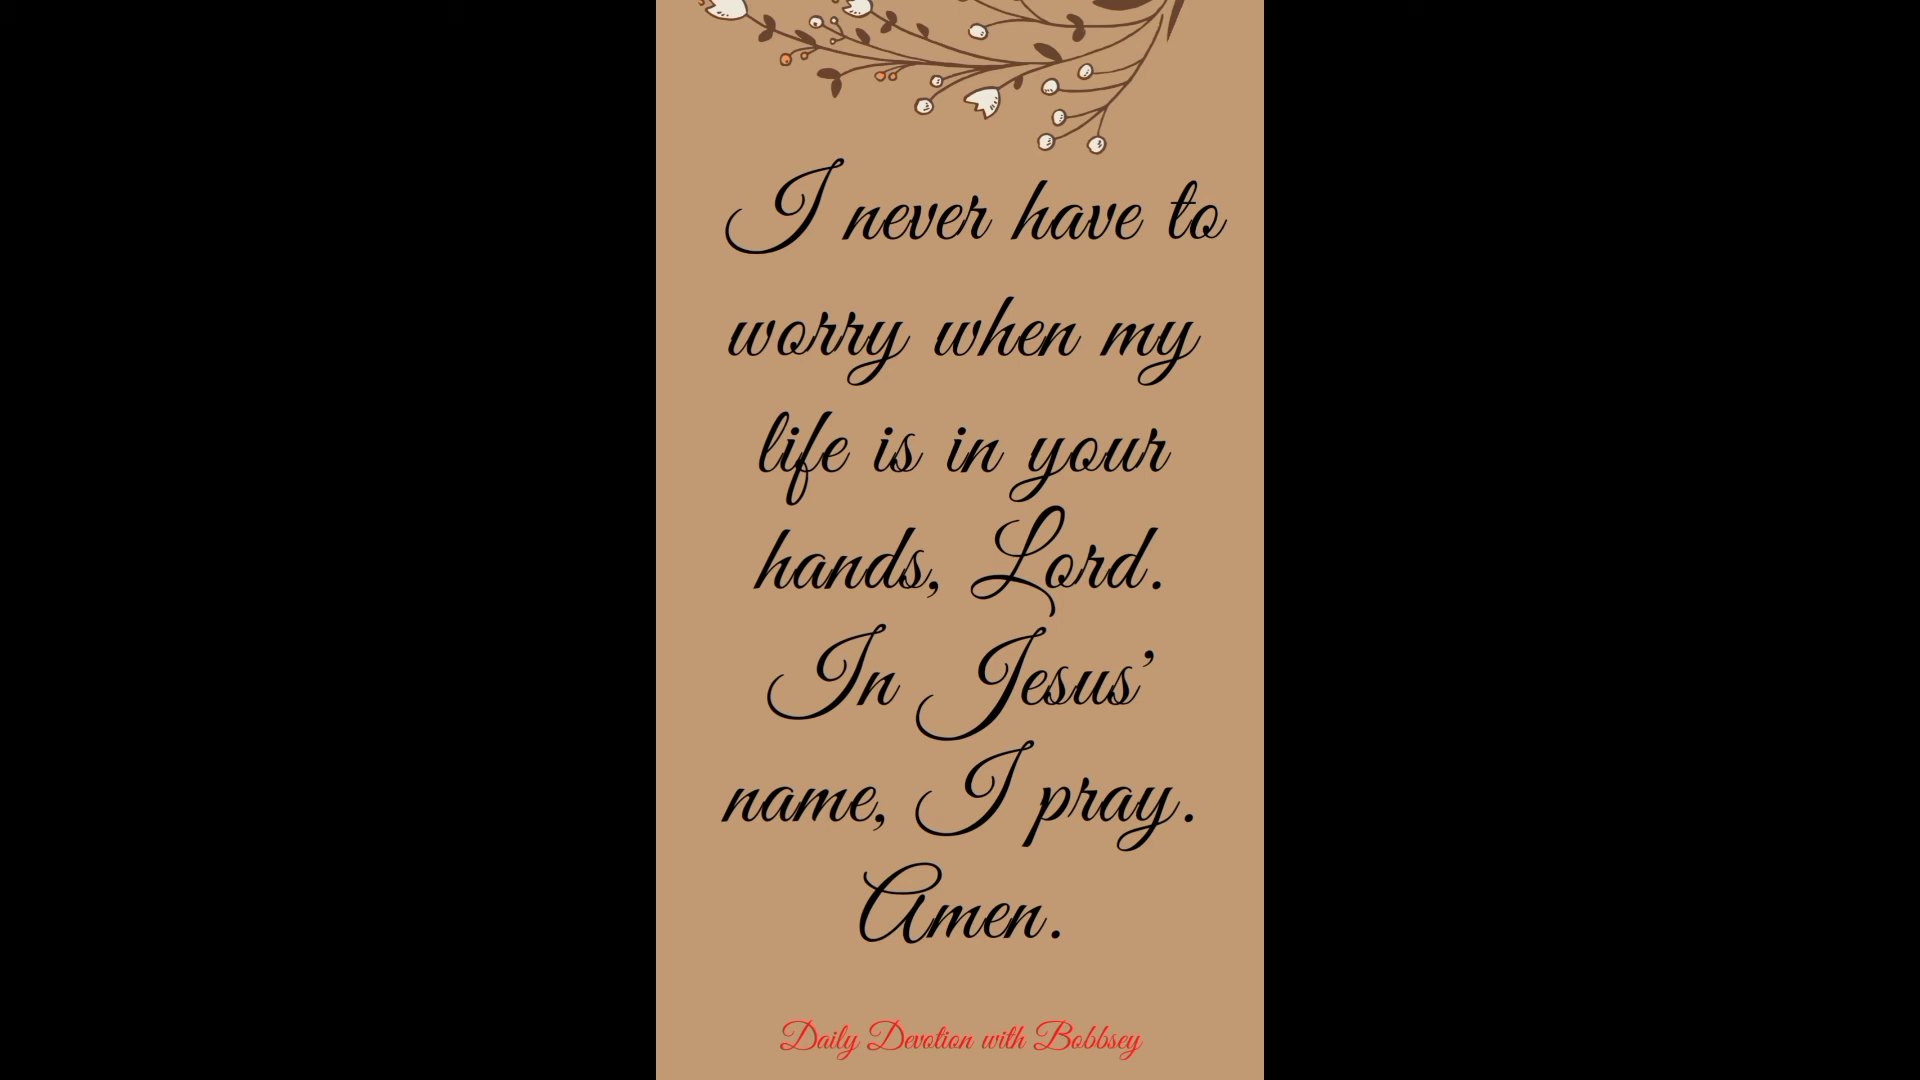 I never have to
worry when my
life is in your
hands, Lord.
In Jesus’
name, I pray.
Amen.
Daily Devotion with Bobbsey